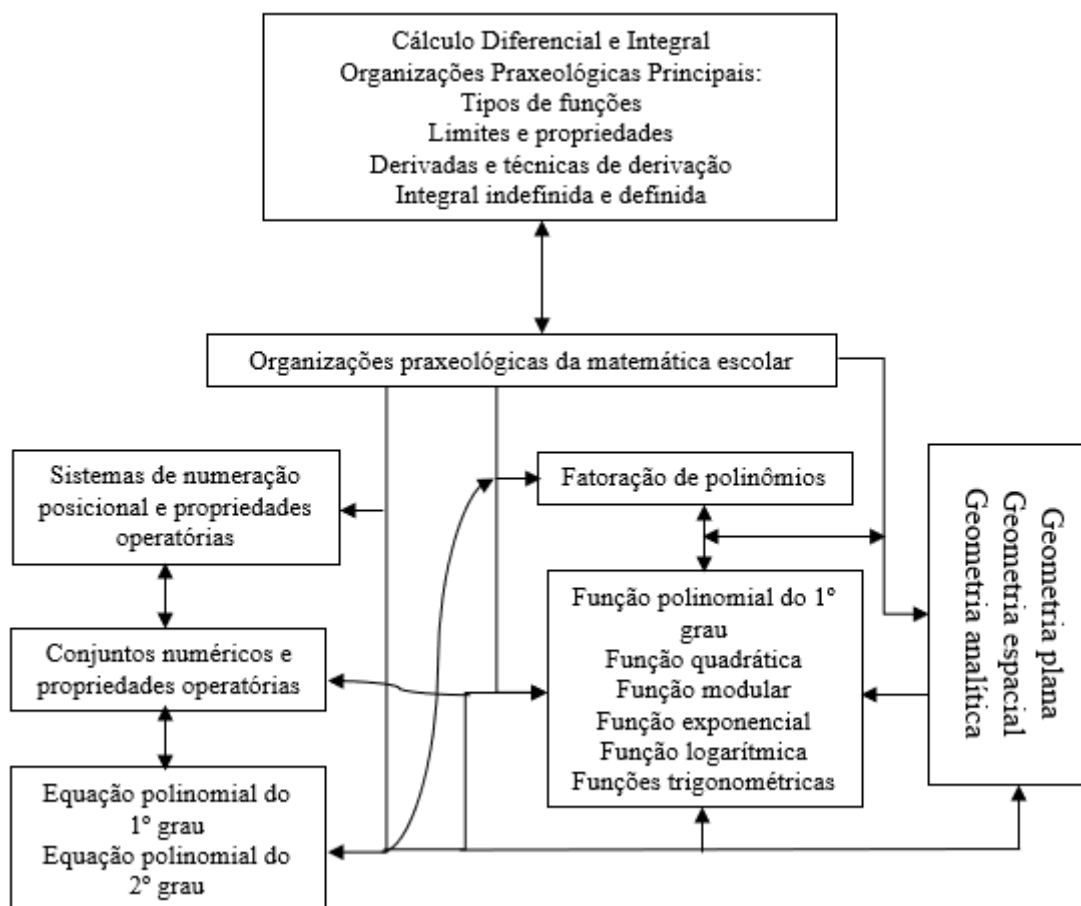 Cálculo Diferencial e Integral
Organizações Praxeológicas Principais:
Tipos de funções
Limites e propriedades
Derivadas e técnicas de derivação
Integral indefinida e definida
Organizações praxeológicas da matemática escolar
Sistemas de numeração
posicional e propriedades
operatórias
Fatoração de polinômios
Geometria plana
Geometria espacial
Geometria analítica
Conjuntos numéricos e
propriedades operatórias
Função polinomial do 1º
grau
Função quadrática
Função modular
Função exponencial
Função logarítmica
Funções trigonométricas
Equação polinomial do
1º grau
Equação polinomial do
2º grau